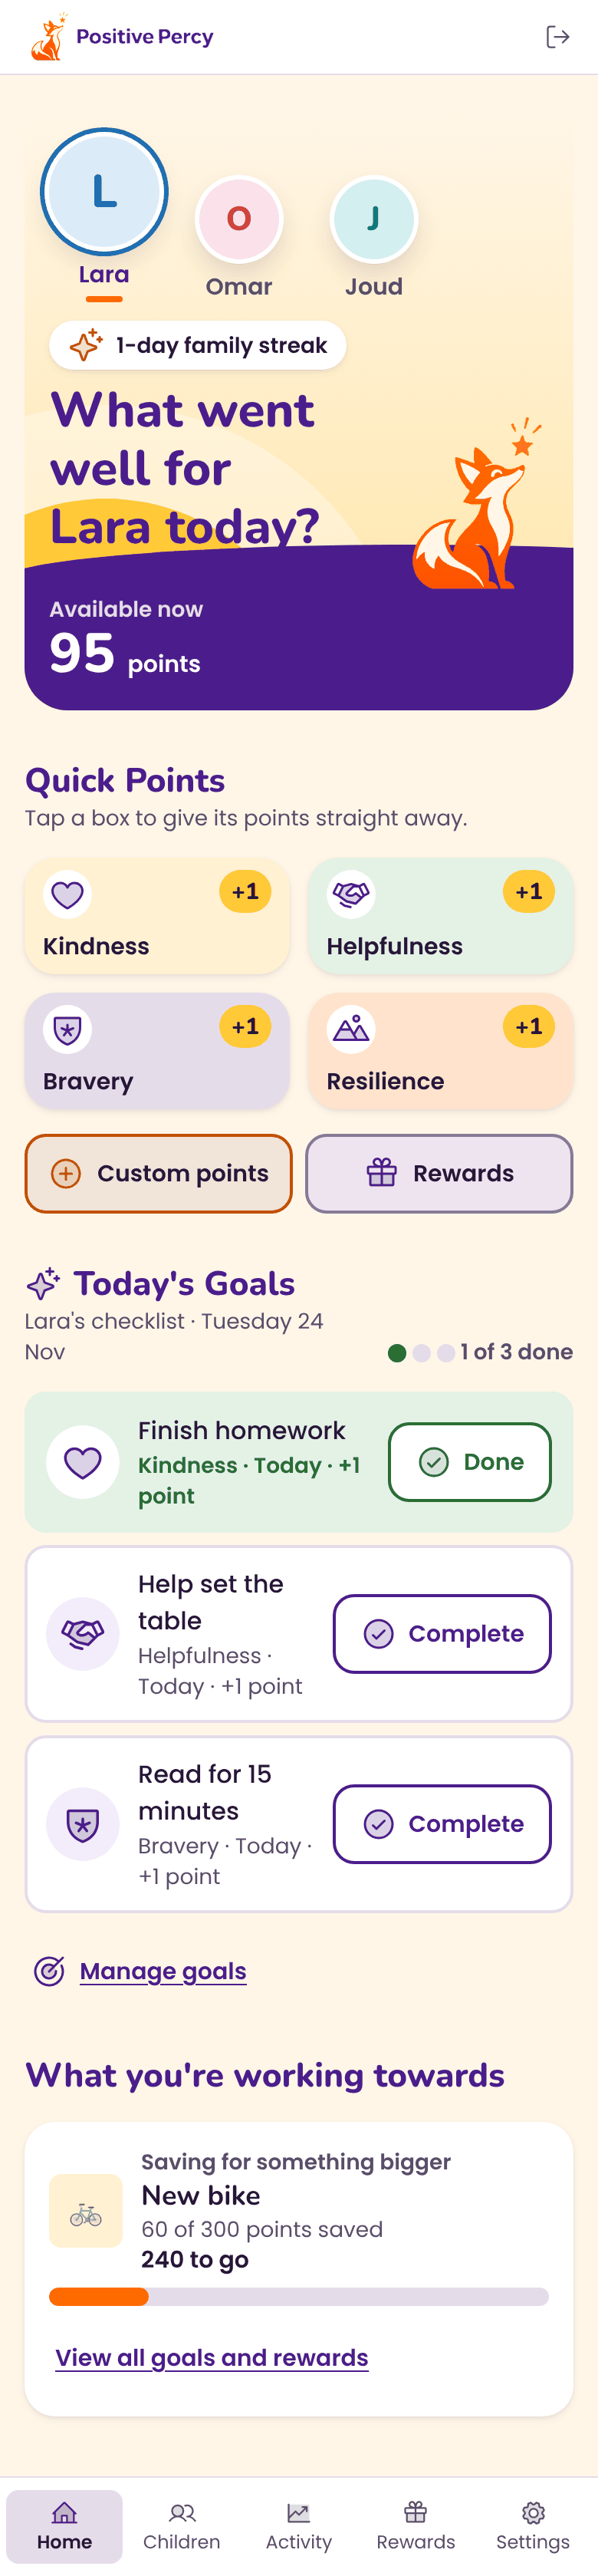 Positive Percy
L
O
J
Lara
Omar
Joud
1-day family streak
What went
well for
Lara today?
Available now
95 points
Quick Points
Tap a box to give its points straight away.
+1
Kindness
+1
Helpfulness
+1
Bravery
+1
Resilience
Custom points
Rewards
Today's Goals
Lara's checklist · Tuesday 24
Nov
1 of 3 done
Finish homework
Kindness · Today · +1
point
Done
Help set the
table
Helpfulness ·
Today · +1 point
Complete
Read for 15
minutes
Bravery · Today ·
+1 point
Complete
Manage goals
What you're working towards
Saving for something bigger
New bike
60 of 300 points saved
240 to go
View all goals and rewards
Home
Children
Activity
Rewards
Settings